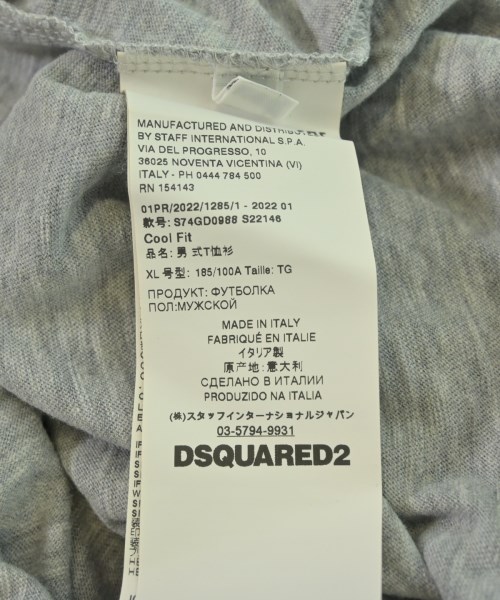 MANUFACTURED AND DISTRIBUTED
BY STAFF INTERNATIONAL S.P.A.
VIA DEL PROGRESSO, 10
36025 NOVENTA VICENTINA (VI)
ITALY - PH 0444 784 500
RN 154143
01PR/2022/1285/1 - 2022 01
款号: S74GD0988 S22146
Cool Fit
品名: 男 式T恤衫
XL 号型: 185/100A Taille: TG
ПРОДУКТ: ФУТБОЛКА
ПОЛ:МУЖСКОЙ
MADE IN ITALY
FABRIQUÉ EN ITALIE
イタリア製
原产地: 意大利
СДЕЛАНО В ИТАЛИИ
PRODUZIDO NA ITALIA
(株)スタッフインターナショナルジャパン
03-5794-9931
DSQUARED2